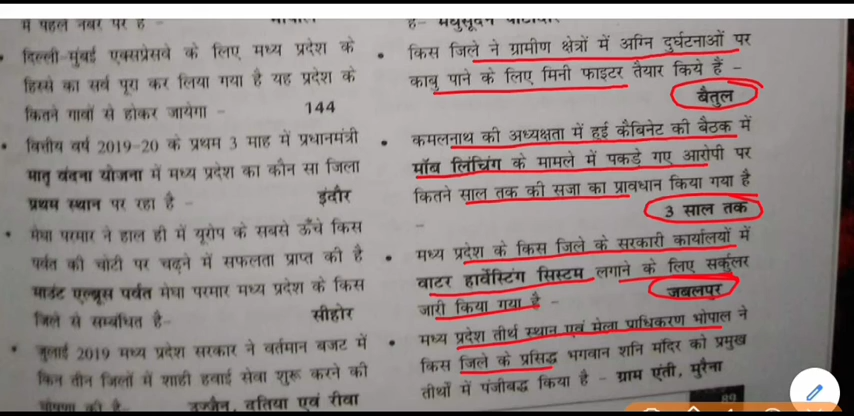 में पहले नंबर पर है -
दिल्ली-मुंबई एक्सप्रेसवे के लिए मध्य प्रदेश के
हिस्से का सर्व पूरा कर लिया गया है यह प्रदेश के
कितने गावों से होकर जायेगा - 144
वित्तीय वर्ष 2019-20 के प्रथम 3 माह में प्रधानमंत्री
मातृ वंदना योजना में मध्य प्रदेश का कौन सा जिला
प्रथम स्थान पर रहा है - इंदौर
मेघा परमार ने हाल ही में यूरोप के सबसे ऊँचे किस
पर्वत की चोटी पर चढ़ने में सफलता प्राप्त की है
माउंट एल्ब्रूस पर्वत मेघा परमार मध्य प्रदेश के किस
जिले से सम्बंधित है- सीहोर
जुलाई 2019 मध्य प्रदेश सरकार ने वर्तमान बजट में
किन तीन जिलों में शाही हवाई सेवा शुरू करने की
घोषणा की है- उज्जैन, दतिया एवं रीवा
है- मधुसूदन पाटीदार
किस जिले ने ग्रामीण क्षेत्रों में अग्नि दुर्घटनाओं पर
काबु पाने के लिए मिनी फाइटर तैयार किये हैं -
बैतुल
कमलनाथ की अध्यक्षता में हुई कैबिनेट की बैठक में
मॉब लिंचिंग के मामले में पकड़े गए आरोपी पर
कितने साल तक की सजा का प्रावधान किया गया है
- 3 साल तक
मध्य प्रदेश के किस जिले के सरकारी कार्यालयों में
वाटर हार्वेस्टिंग सिस्टम लगाने के लिए सर्कुलर
जारी किया गया है - जबलपुर
मध्य प्रदेश तीर्थ स्थान एवं मेला प्राधिकरण भोपाल ने
किस जिले के प्रसिद्ध भगवान शनि मंदिर को प्रमुख
तीर्थो में पंजीबद्ध किया है - ग्राम एंती, मुरैना
89